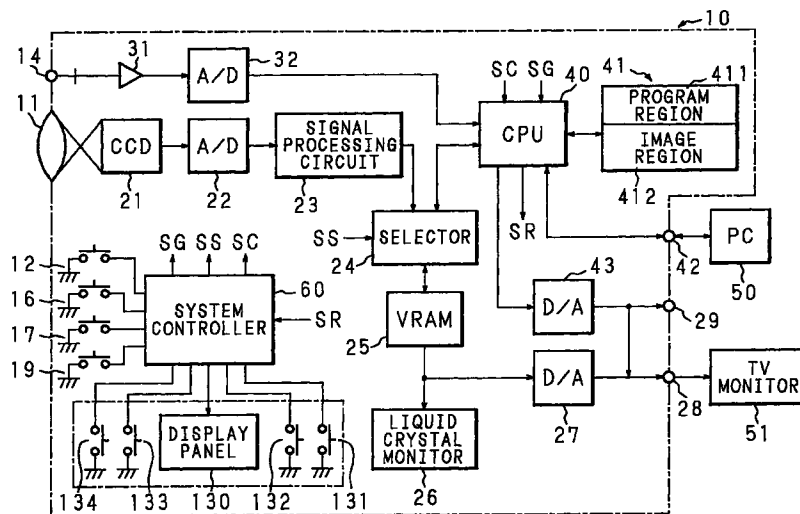 10
31
32
14
A/D
SC SG
40
41
411
CPU
PROGRAM
REGION
IMAGE
REGION
412
11
CCD
21
A/D
22
SIGNAL
PROCESSING
CIRCUIT
23
SR
SS
SELECTOR
24
42
PC
50
12
16
17
19
SG SS SC
60
SYSTEM
CONTROLLER
SR
VRAM
25
43
D/A
29
D/A
27
28
TV
MONITOR
51
LIQUID
CRYSTAL
MONITOR
26
DISPLAY
PANEL
134 133 130 132 131